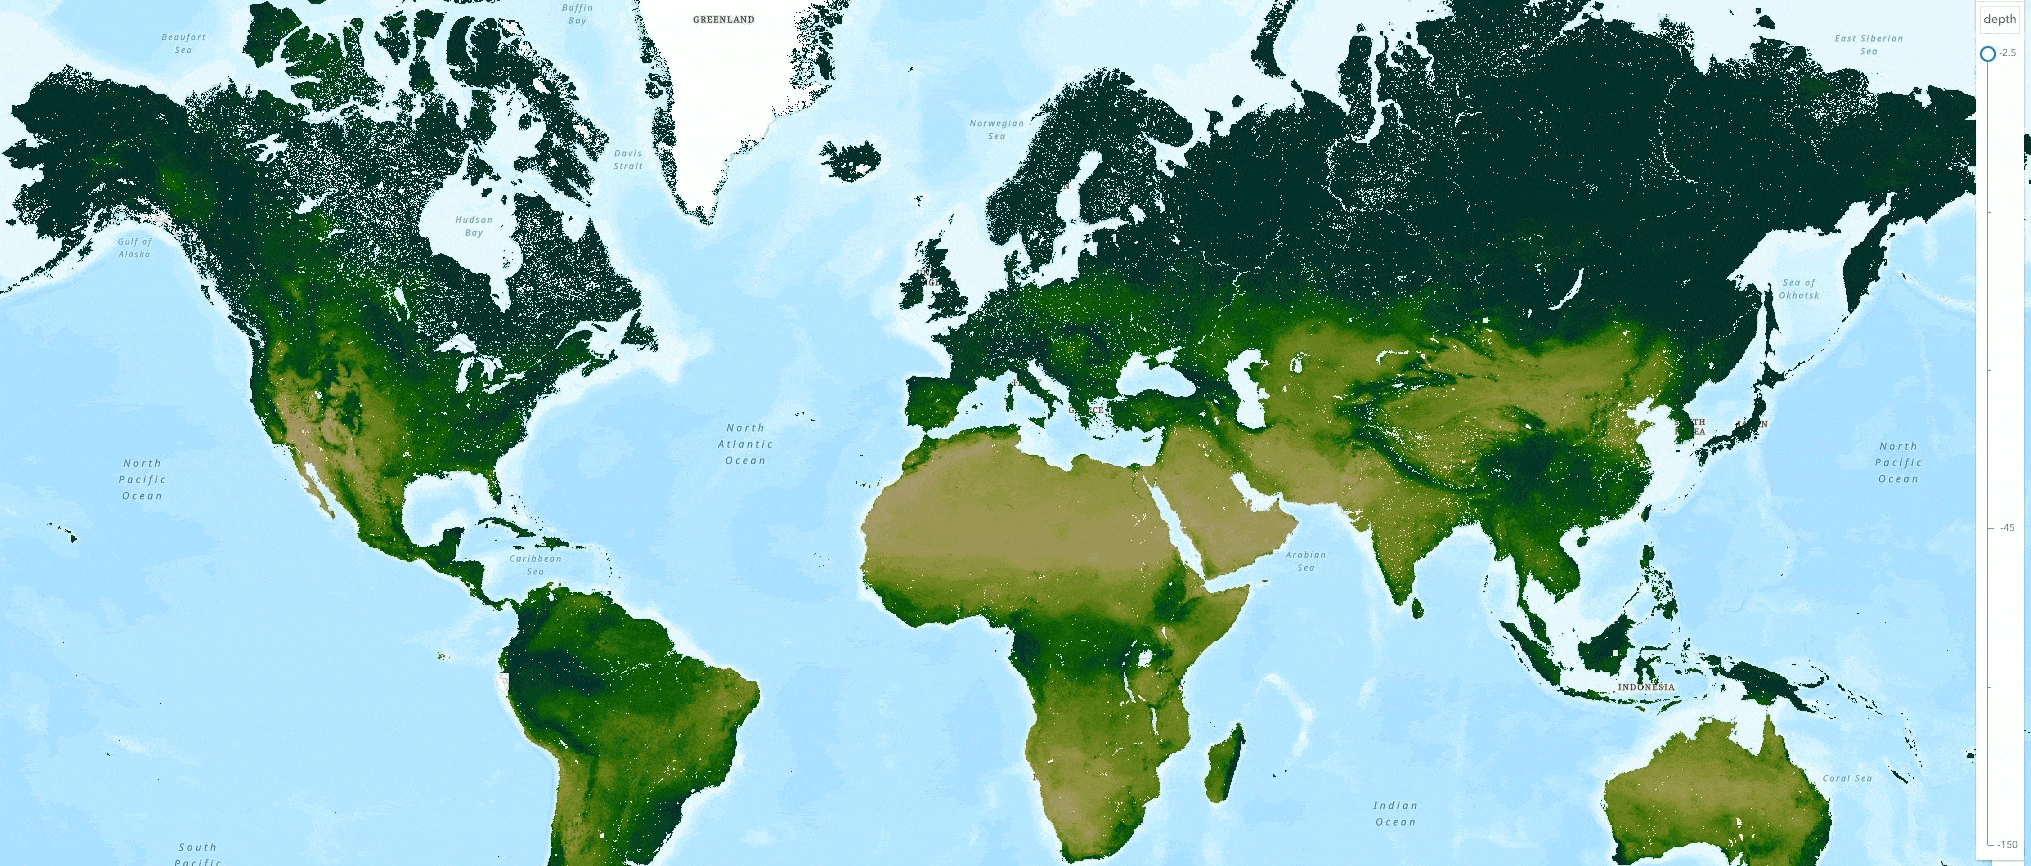 Baffin
Bay
GREENLAND
depth
-2.5
Beaufort
Sea
East Siberian
Sea
Norwegian
Sea
Davis
Strait
Hudson
Bay
Gulf of
Alaska
Sea of
Okhotsk
North
Atlantic
Ocean
North
Pacific
Ocean
North
Pacific
Ocean
-45
Caribbean
Sea
Arabian
Sea
INDONESIA
Coral Sea
Indian
Ocean
South
Pacific
-150